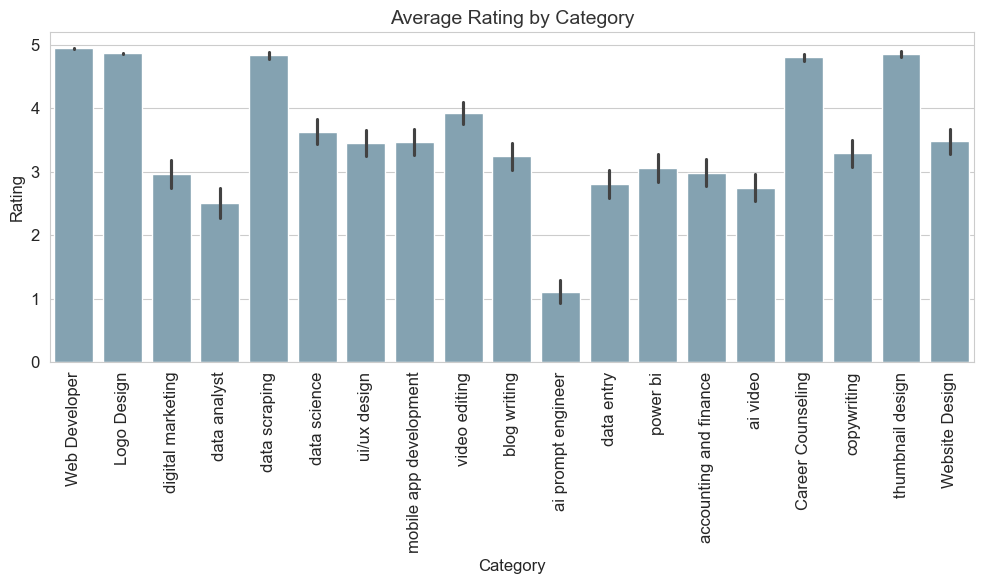 Average Rating by Category
Rating
5
4
3
2
1
0
Web Developer
Logo Design
digital marketing
data analyst
data scraping
data science
ui/ux design
mobile app development
video editing
blog writing
ai prompt engineer
data entry
power bi
accounting and finance
ai video
Career Counseling
copywriting
thumbnail design
Website Design
Category